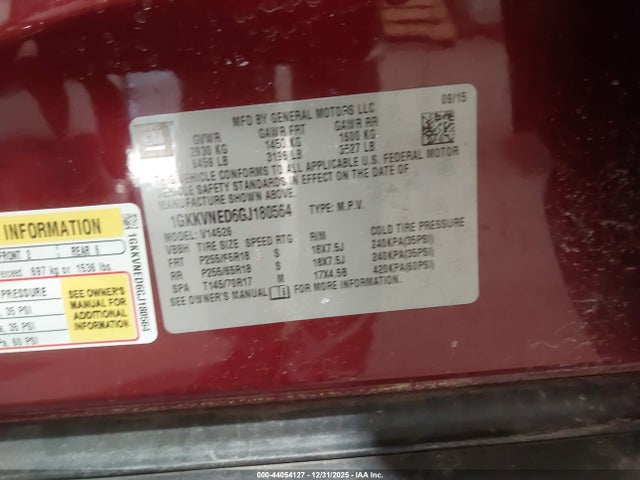 MFD BY GENERAL MOTORS LLC
09/15
GM
GVWR GAWR FRT GAWR RR
2930 KG 1450 KG 1600 KG
6459 LB 3196 LB 3527 LB
THIS VEHICLE CONFORMS TO ALL APPLICABLE U.S. FEDERAL MOTOR
VEHICLE SAFETY STANDARDS IN EFFECT ON THE DATE OF
MANUFACTURE SHOWN ABOVE.
1GKKVNED6GJ180564 TYPE: M.P.V.
MODEL: V14526
VBBH TIRE SIZE SPEED RTG RIM COLD TIRE PRESSURE
FRT P255/65R18 S 18X7.5J 240KPA(35PSI)
RR P255/65R18 S 18X7.5J 240KPA(35PSI)
SPA T145/70R17 M 17X4.5B 420KPA(60PSI)
SEE OWNER'S MANUAL FOR MORE INFORMATION.
INFORMATION
FRONT 2 REAR 5
697 kg or 1536 lbs.
PRESSURE
35 PSI
35 PSI
60 PSI
SEE OWNER'S
MANUAL FOR
ADDITIONAL
INFORMATION
1GKKVNED6GJ180564
000-44054127 - 12/31/2025 - IAA Inc.